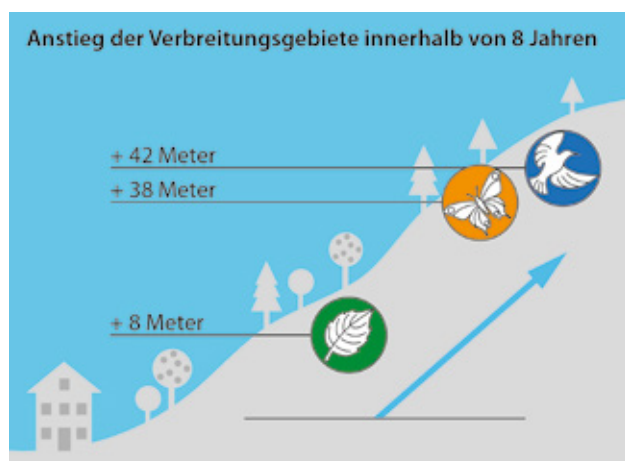 Anstieg der Verbreitungsgebiete innerhalb von 8 Jahren
+ 42 Meter
+ 38 Meter
+ 8 Meter